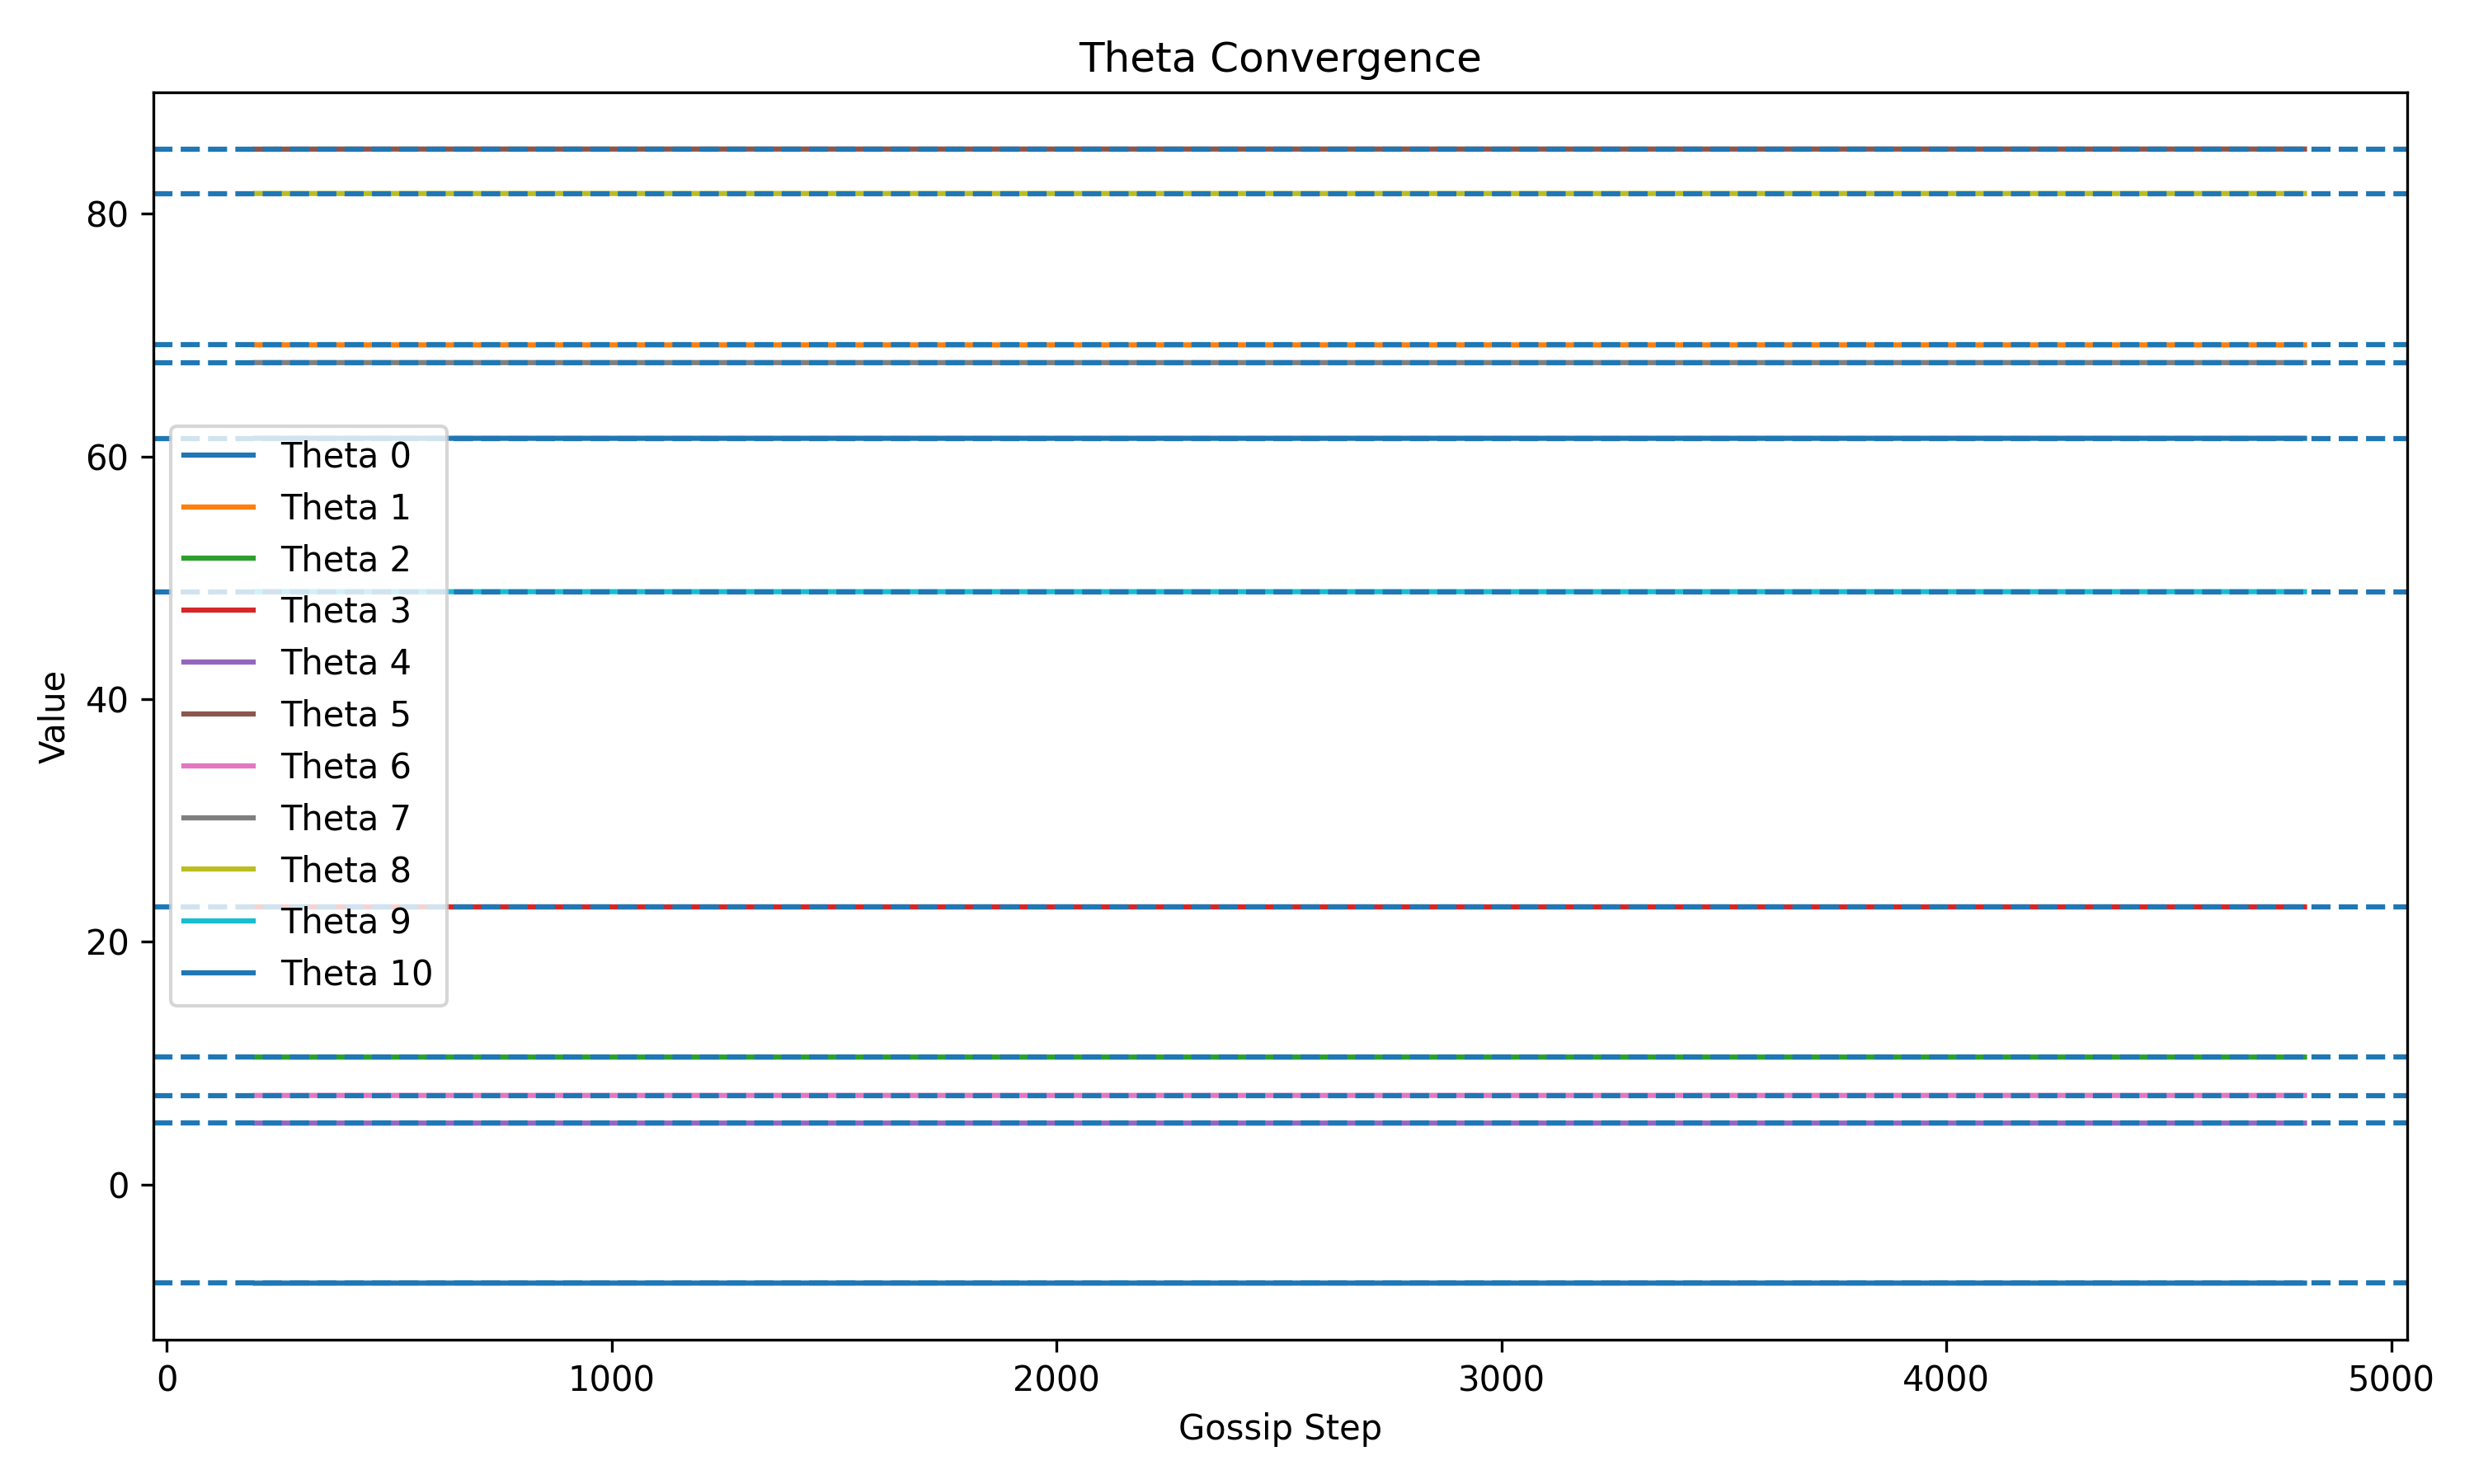 Theta Convergence
80
60
40
20
0
Value
Theta 0
Theta 1
Theta 2
Theta 3
Theta 4
Theta 5
Theta 6
Theta 7
Theta 8
Theta 9
Theta 10
0 1000 2000 3000 4000 5000
Gossip Step